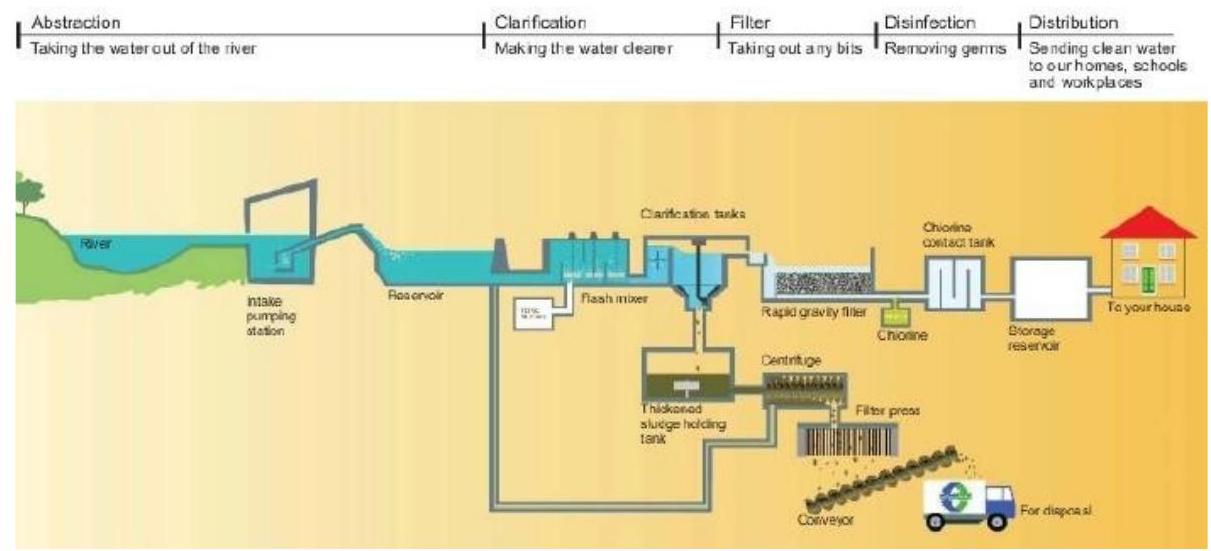 Abstraction
Taking the water out of the river
Clarification
Making the water clearer
Filter
Taking out any bits
Disinfection
Removing germs
Distribution
Sending clean water
to our homes, schools
and workplaces
River
Intake
pumping
station
Reservoir
Flash mixer
Clarification tanks
Rapid gravity filter
Chlorine
Chlorine
contact tank
Storage
reservoir
To your house
Thickened
sludge holding
tank
Centrifuge
Filter press
Conveyor
For disposal